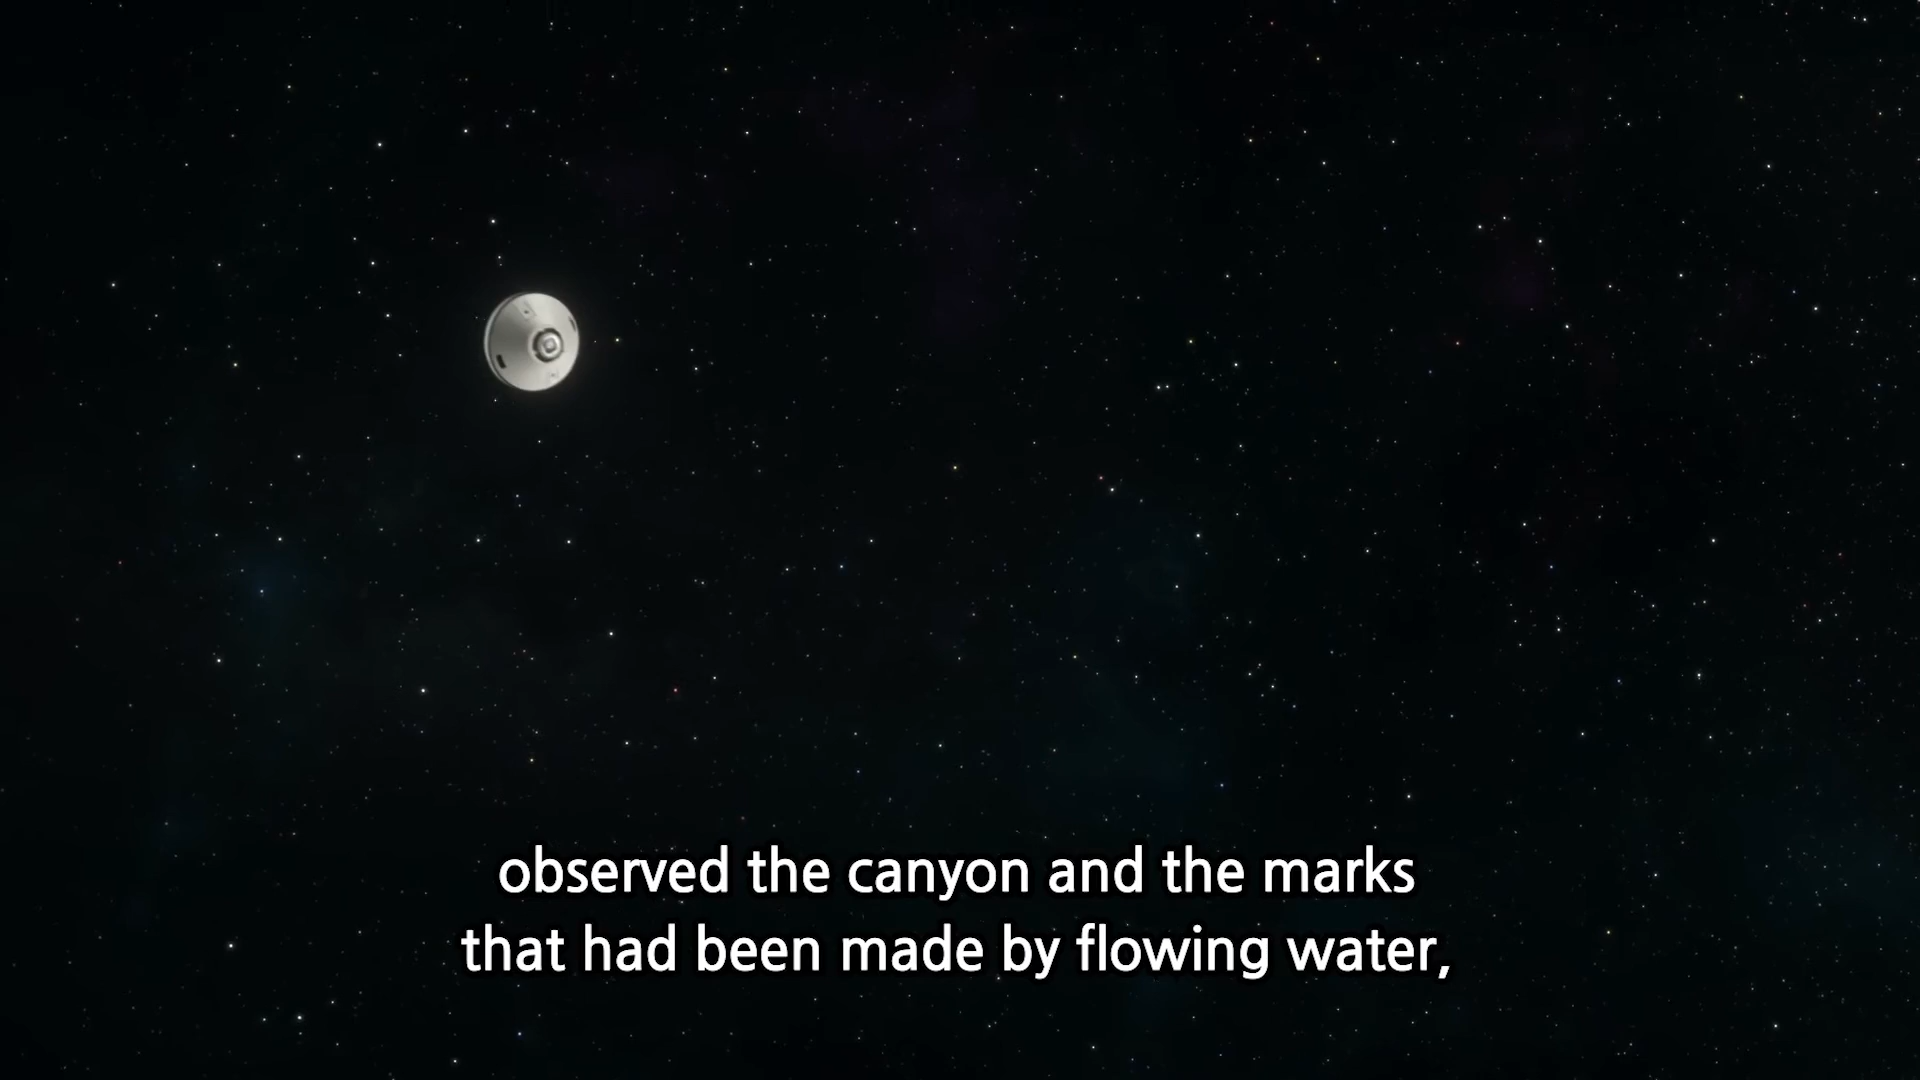 observed the canyon and the marks
that had been made by flowing water,